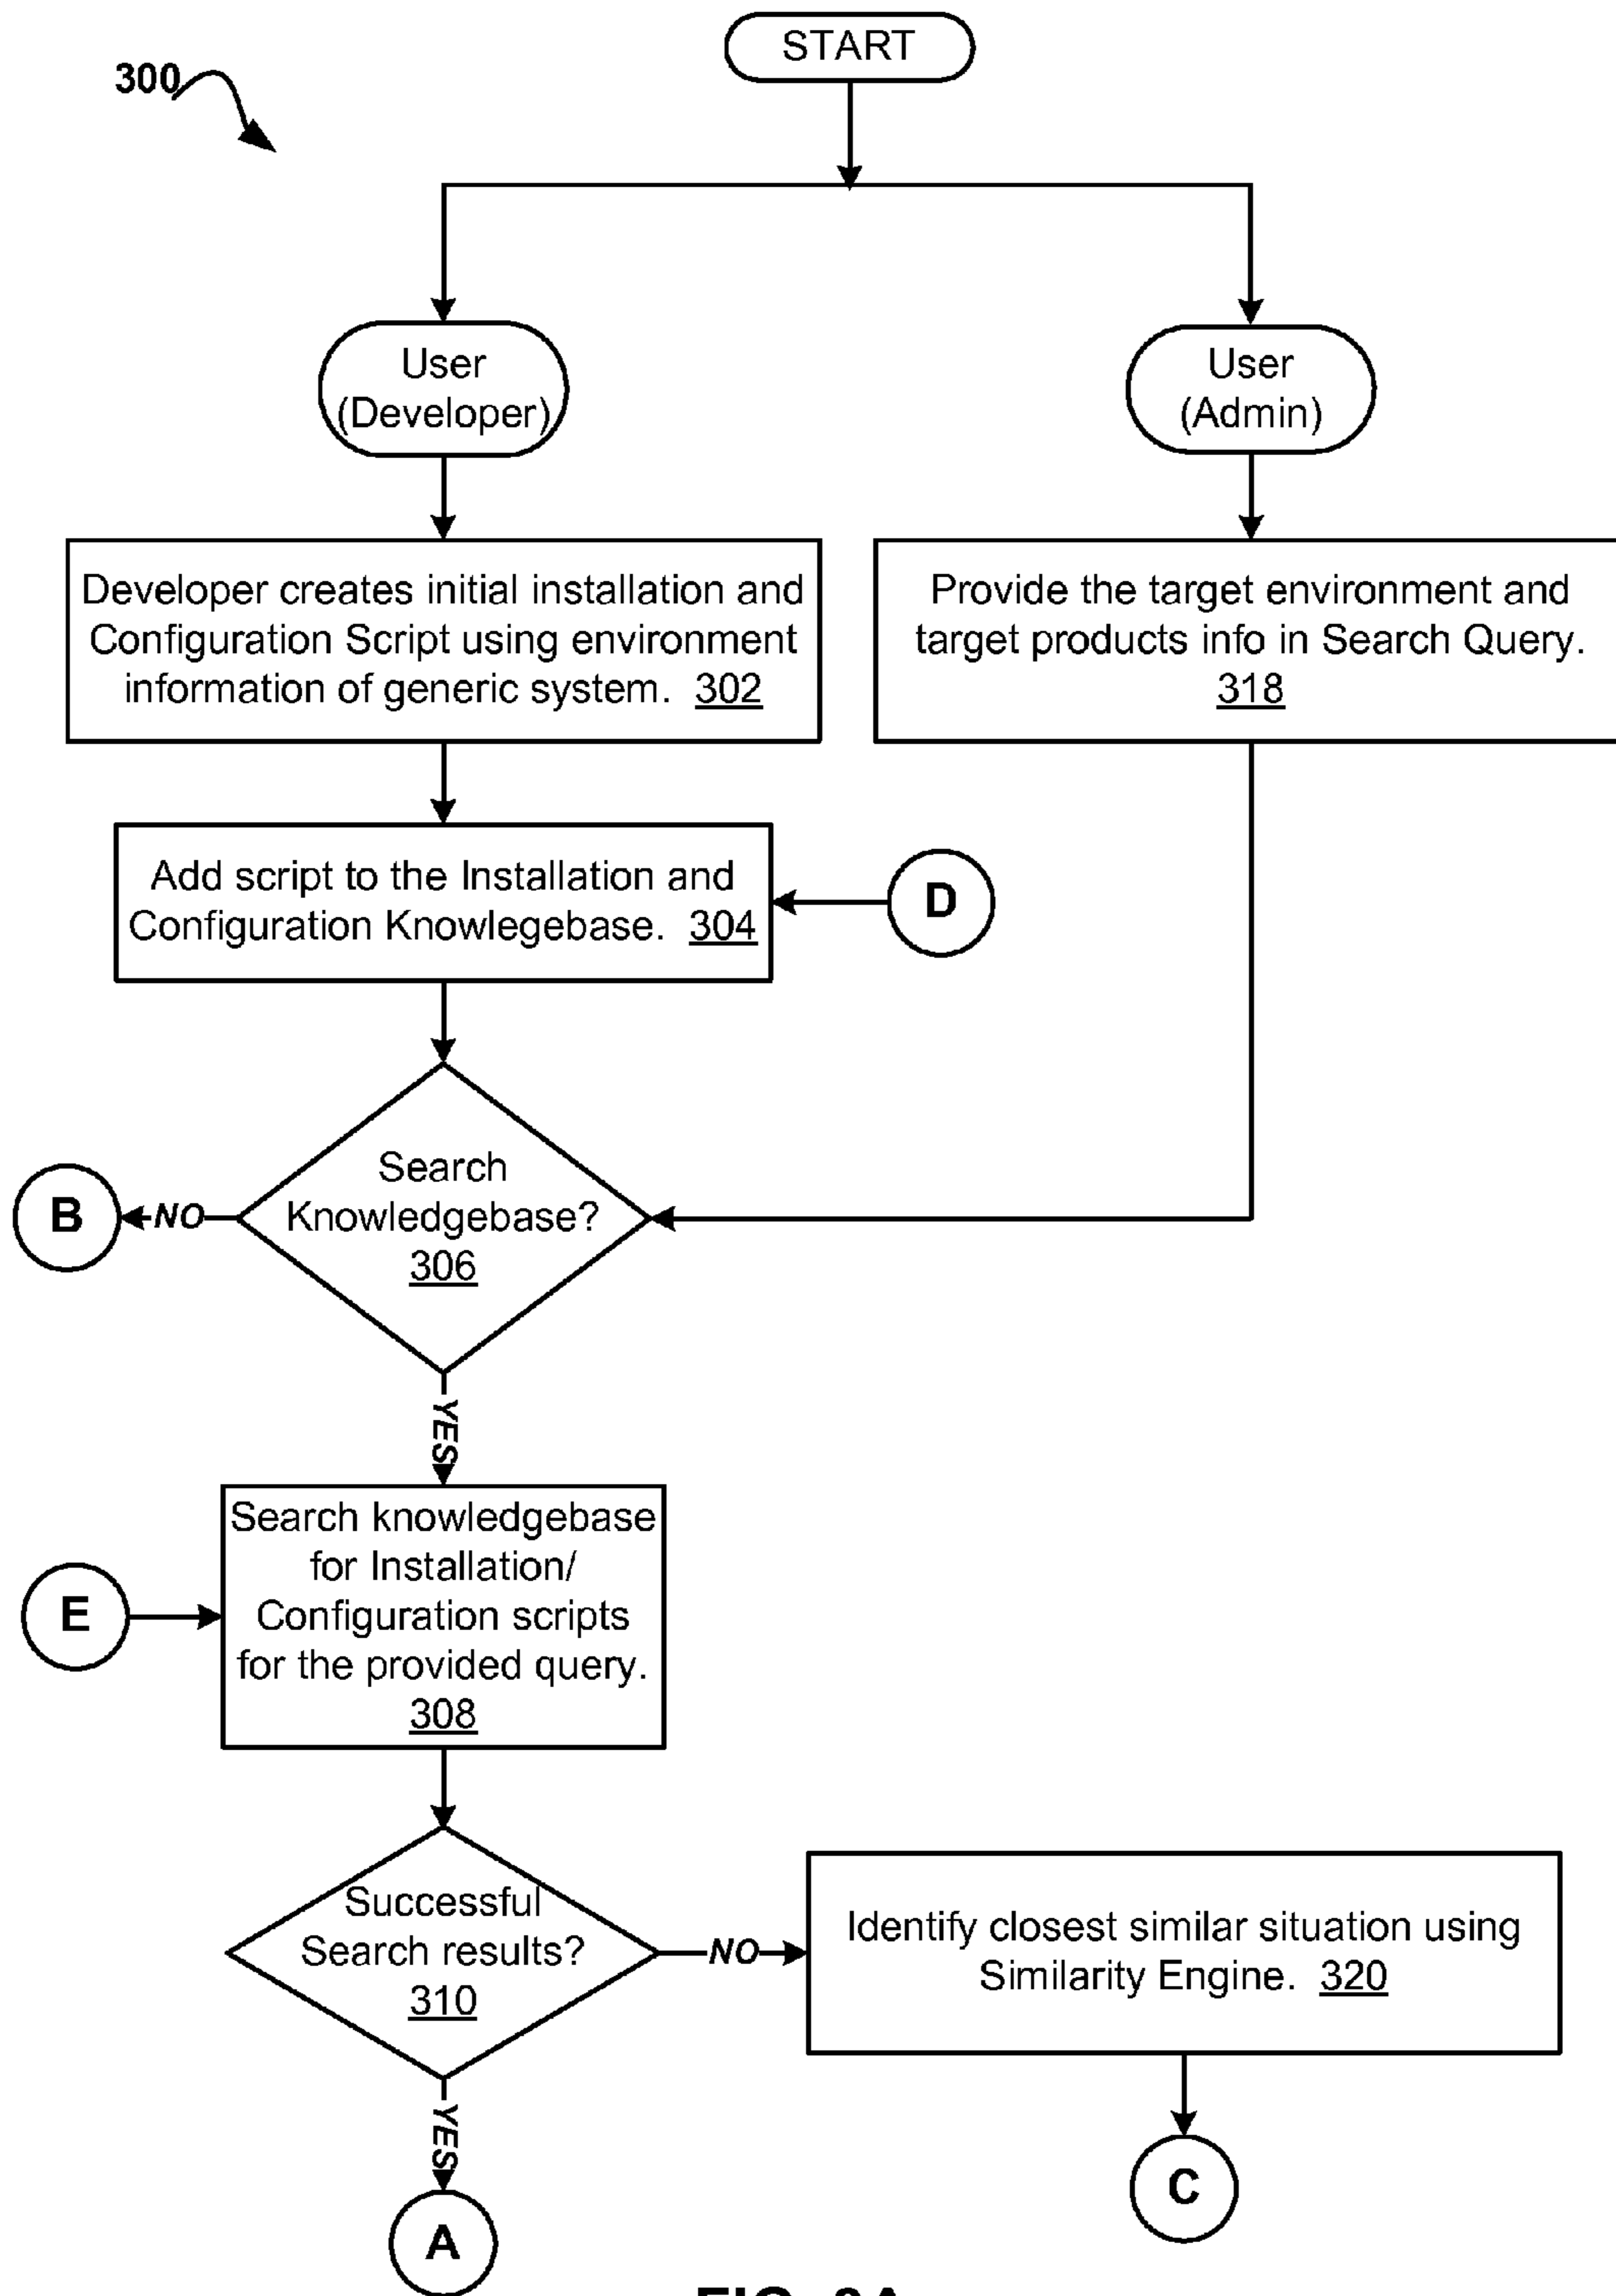 START
300
User
(Developer)
User
(Admin)
Developer creates initial installation and
Configuration Script using environment
information of generic system. 302
Provide the target environment and
target products info in Search Query.
318
Add script to the Installation and
Configuration Knowlegebase. 304
D
Search
Knowledgebase?
306
B
NO
YES
Search knowledgebase
for Installation/
Configuration scripts
for the provided query.
308
E
Successful
Search results?
310
NO
Identify closest similar situation using
Similarity Engine. 320
YES
C
A